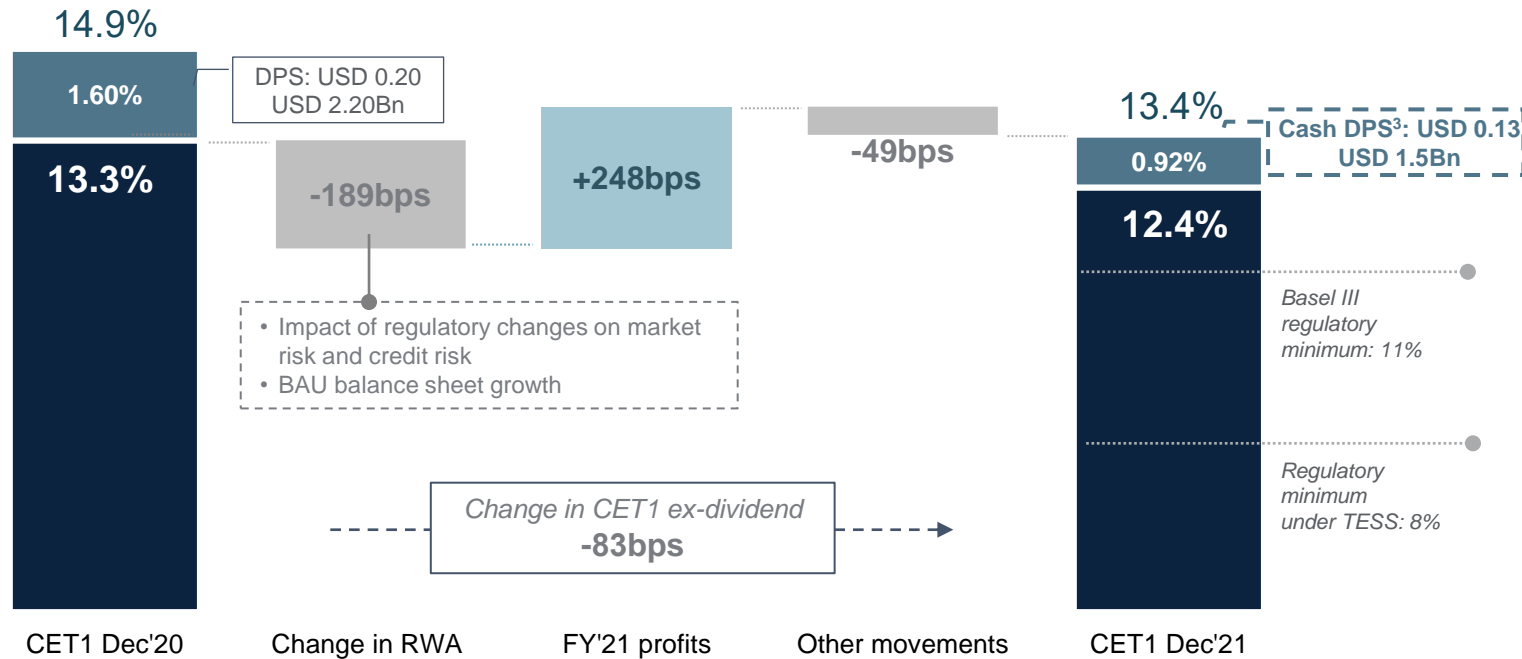 14.9%
1.60%
DPS: USD 0.20
USD 2.20Bn
13.3%
-189bps
+248bps
-49bps
13.4%
Cash DPS³: USD 0.13
USD 1.5Bn
0.92%
12.4%
• Impact of regulatory changes on market
risk and credit risk
• BAU balance sheet growth
Basel III
regulatory
minimum: 11%
Regulatory
minimum
under TESS: 8%
Change in CET1 ex-dividend
-83bps
CET1 Dec'20
Change in RWA
FY'21 profits
Other movements
CET1 Dec'21